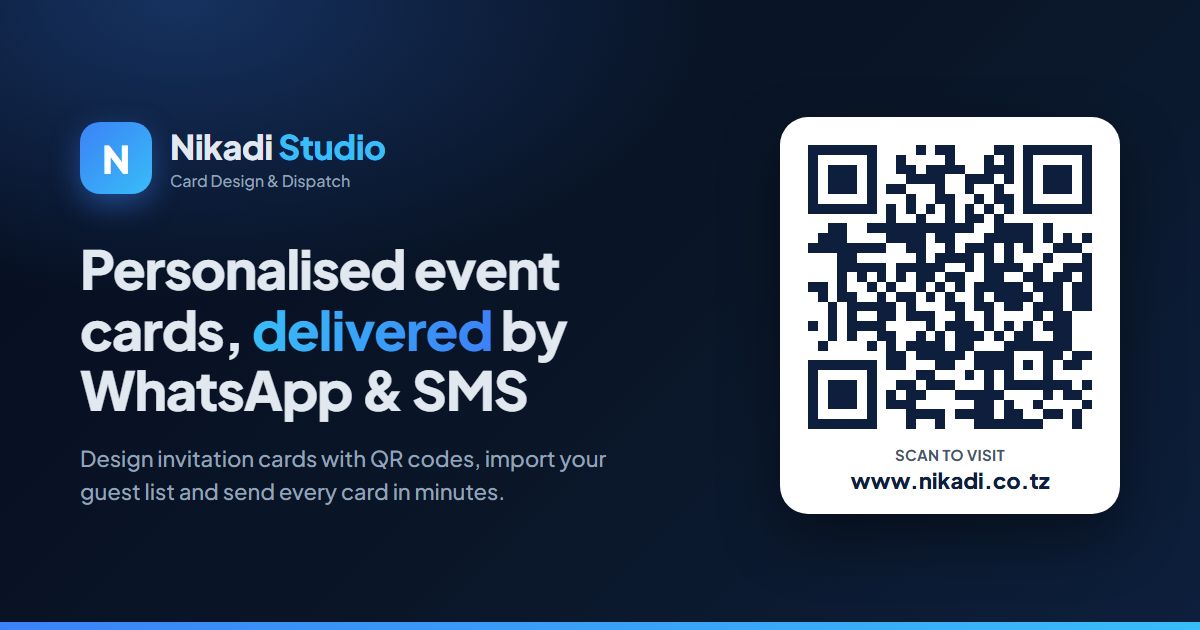 N
Nikadi Studio
Card Design & Dispatch
Personalised event
cards, delivered by
WhatsApp & SMS
Design invitation cards with QR codes, import your
guest list and send every card in minutes.
SCAN TO VISIT
www.nikadi.co.tz